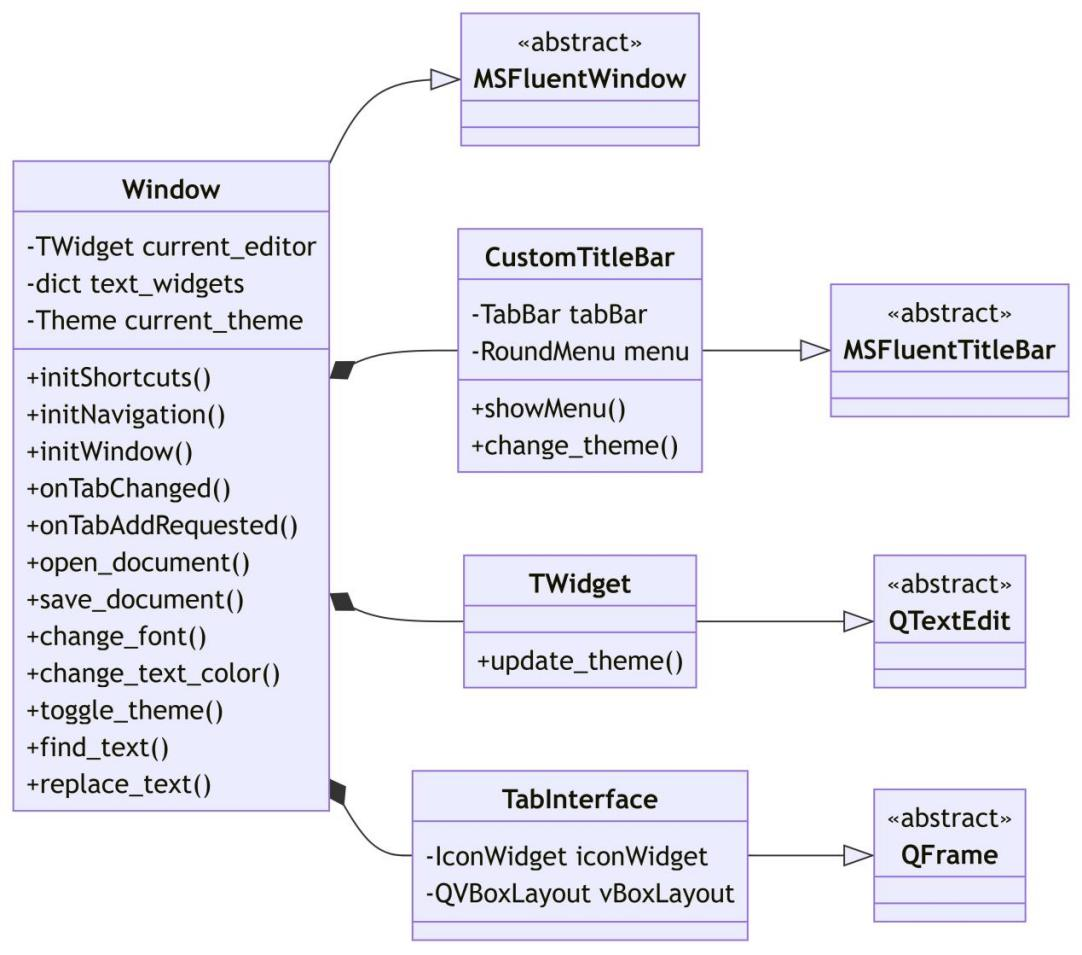 «abstract»
MSFluentWindow
Window
-TWidget current_editor
-dict text_widgets
-Theme current_theme
+initShortcuts()
+initNavigation()
+initWindow()
+onTabChanged()
+onTabAddRequested()
+open_document()
+save_document()
+change_font()
+change_text_color()
+toggle_theme()
+find_text()
+replace_text()
CustomTitleBar
-TabBar tabBar
-RoundMenu menu
+showMenu()
+change_theme()
«abstract»
MSFluentTitleBar
TWidget
+update_theme()
«abstract»
QTextEdit
TabInterface
-IconWidget iconWidget
-QVBoxLayout vBoxLayout
«abstract»
QFrame